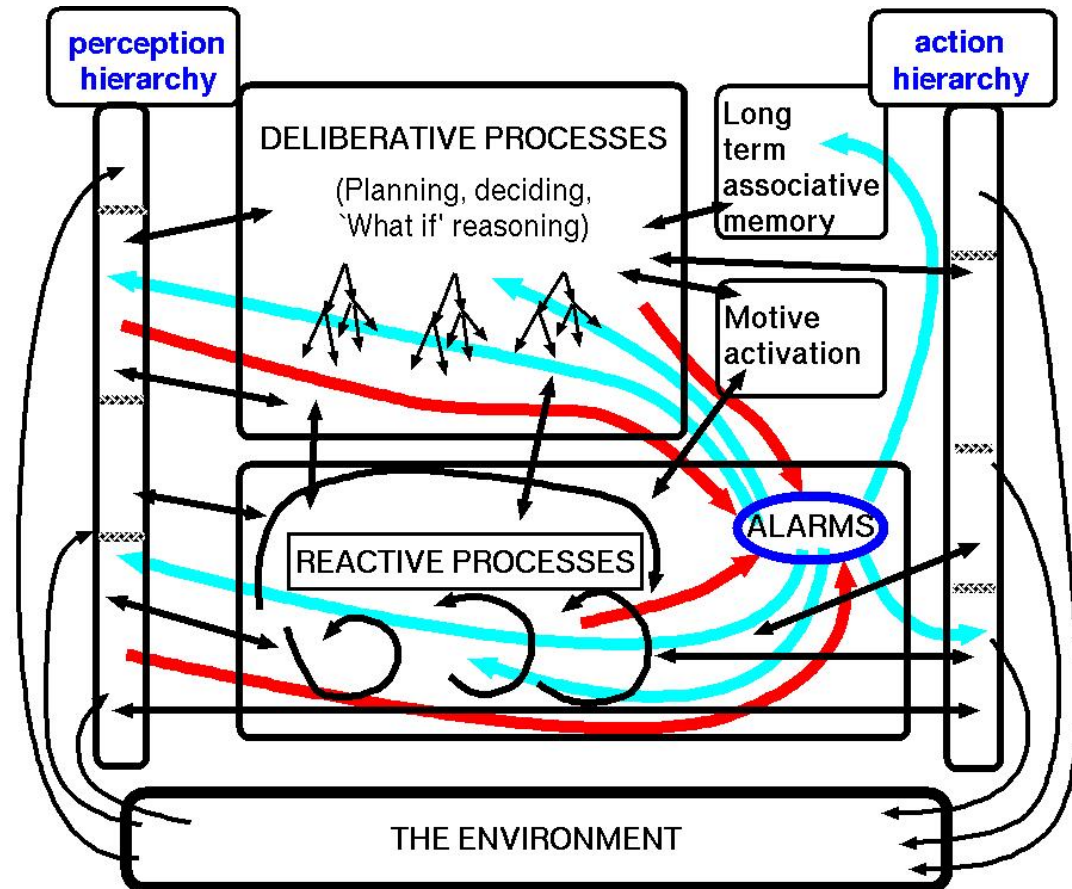 perception
hierarchy
action
hierarchy
DELIBERATIVE PROCESSES
(Planning, deciding,
`What if' reasoning)
Long
term
associative
memory
Motive
activation
ALARMS
REACTIVE PROCESSES
THE ENVIRONMENT